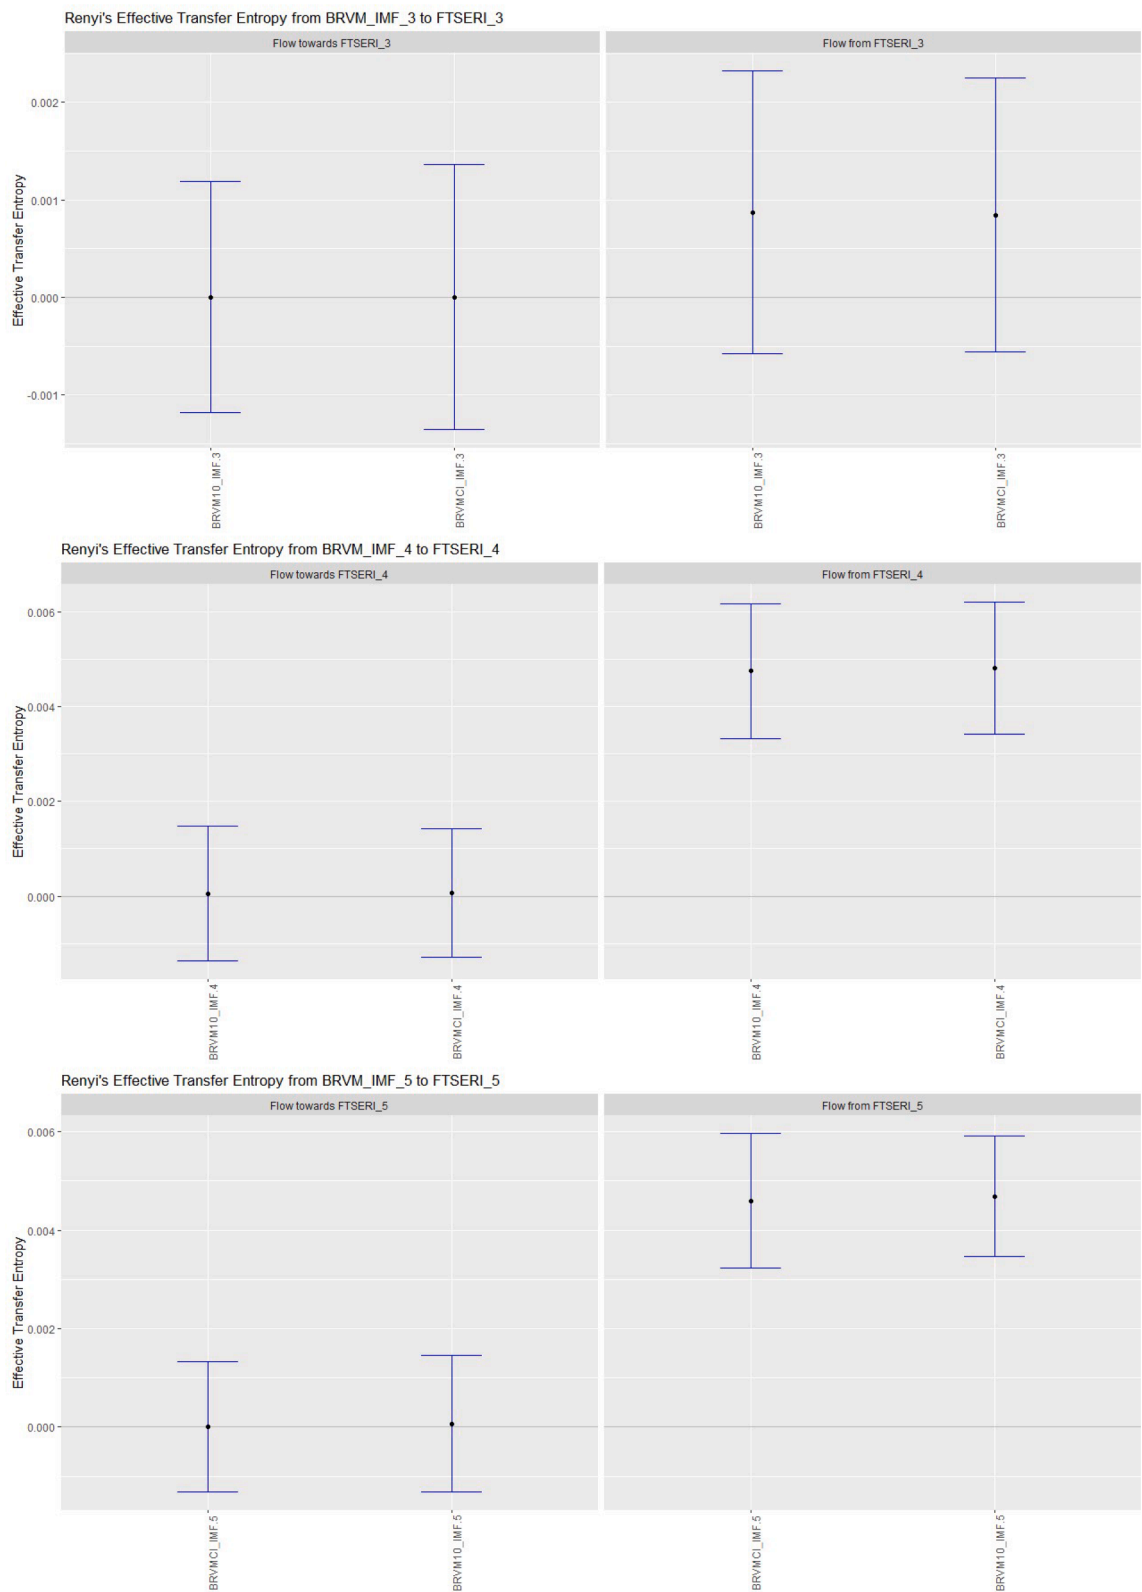 Renyi's Effective Transfer Entropy from BRVM_IMF_3 to FTSERI_3
Flow towards FTSERI_3
Flow from FTSERI_3
Effective Transfer Entropy
0.002
0.001
0.000
-0.001
BRVM10_IMF.3
BRVMCI_IMF.3
BRVM10_IMF.3
BRVMCI_IMF.3
Renyi's Effective Transfer Entropy from BRVM_IMF_4 to FTSERI_4
Flow towards FTSERI_4
Flow from FTSERI_4
Effective Transfer Entropy
0.006
0.004
0.002
0.000
BRVM10_IMF.4
BRVMCI_IMF.4
BRVM10_IMF.4
BRVMCI_IMF.4
Renyi's Effective Transfer Entropy from BRVM_IMF_5 to FTSERI_5
Flow towards FTSERI_5
Flow from FTSERI_5
Effective Transfer Entropy
0.006
0.004
0.002
0.000
BRVMCI_IMF.5
BRVM10_IMF.5
BRVMCI_IMF.5
BRVM10_IMF.5